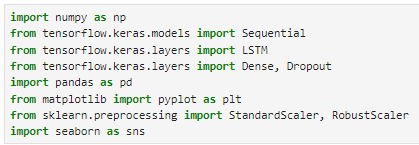 import numpy as np
from tensorflow.keras.models import Sequential
from tensorflow.keras.layers import LSTM
from tensorflow.keras.layers import Dense, Dropout
import pandas as pd
from matplotlib import pyplot as plt
from sklearn.preprocessing import StandardScaler, RobustScaler
import seaborn as sns